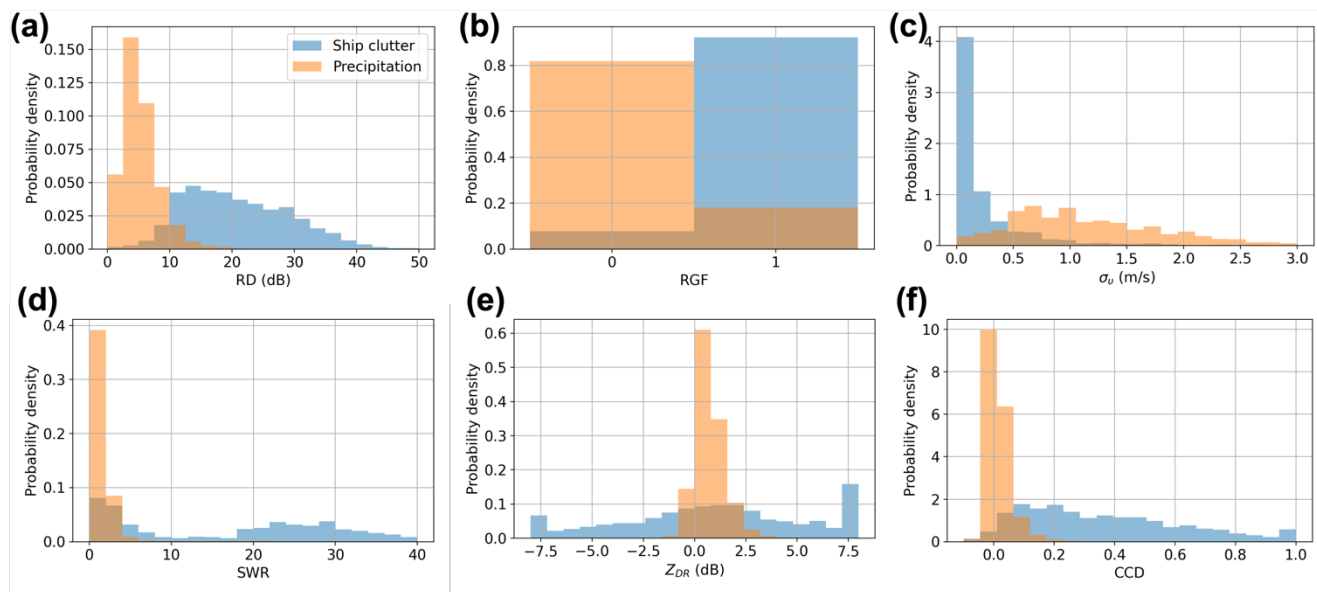 (a)
Probability density
0.150
0.125
0.100
0.075
0.050
0.025
0.000
Ship clutter
Precipitation
0 10 20 30 40 50
RD (dB)
(b)
Probability density
0.8
0.6
0.4
0.2
0.0
0 1
RGF
(c)
Probability density
4
3
2
1
0
0.0 0.5 1.0 1.5 2.0 2.5 3.0
σ_υ (m/s)
(d)
Probability density
0.4
0.3
0.2
0.1
0.0
0 10 20 30 40
SWR
(e)
Probability density
0.6
0.5
0.4
0.3
0.2
0.1
0.0
−7.5 −5.0 −2.5 0.0 2.5 5.0 7.5
Z_DR (dB)
(f)
Probability density
10
8
6
4
2
0
0.0 0.2 0.4 0.6 0.8 1.0
CCD